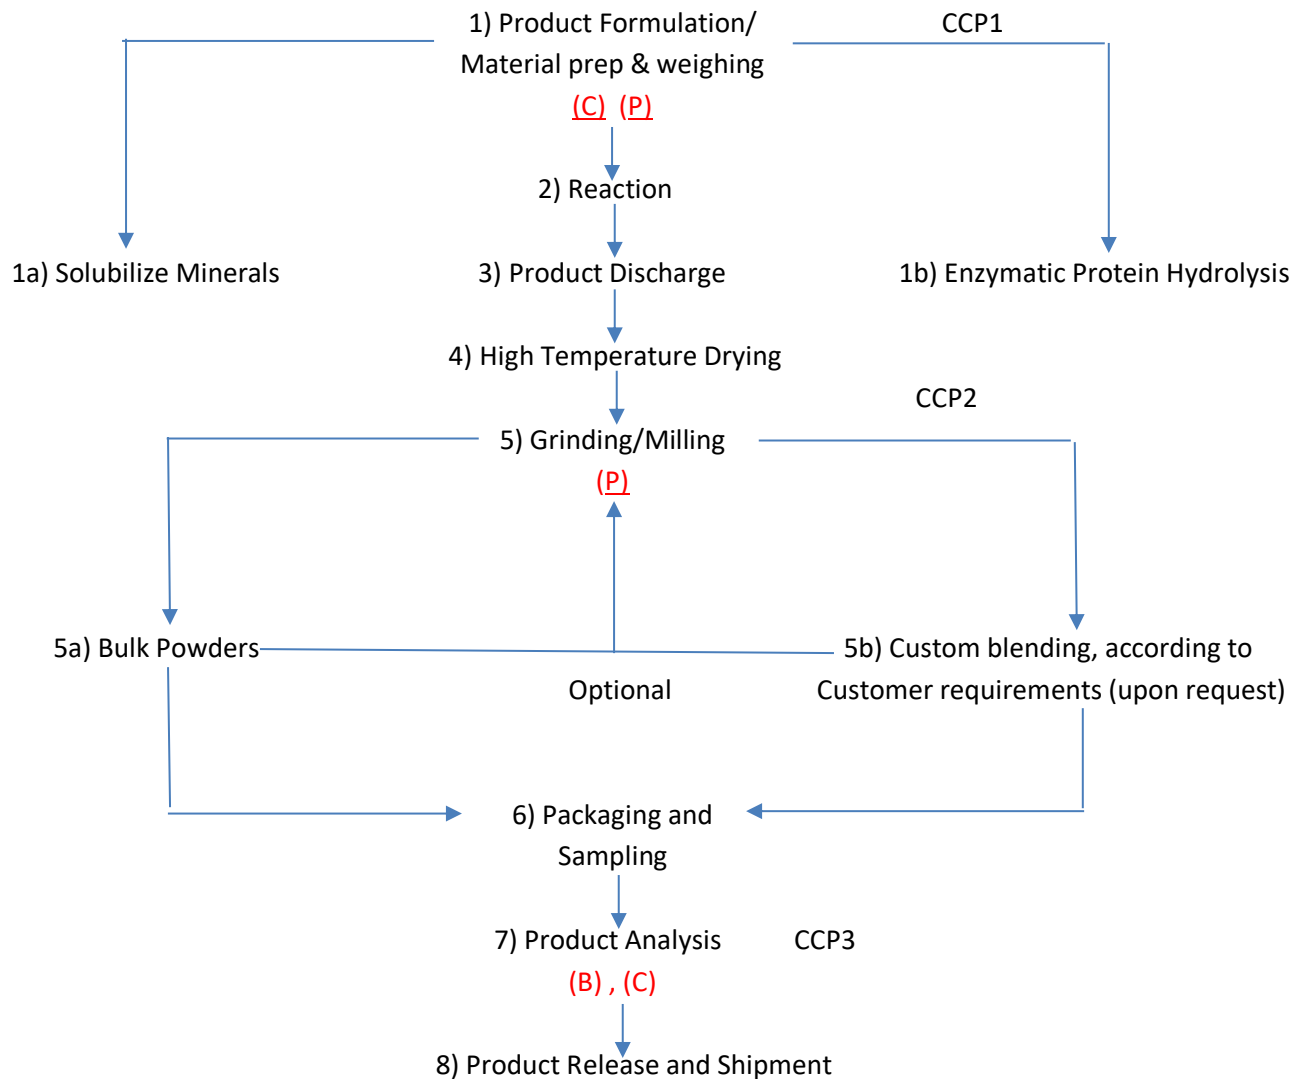 1) Product Formulation/ CCP1
Material prep & weighing
(C) (P)
2) Reaction
1a) Solubilize Minerals 3) Product Discharge 1b) Enzymatic Protein Hydrolysis
4) High Temperature Drying
CCP2
5) Grinding/Milling
(P)
5a) Bulk Powders 5b) Custom blending, according to
Optional Customer requirements (upon request)
6) Packaging and
Sampling
7) Product Analysis CCP3
(B) , (C)
8) Product Release and Shipment